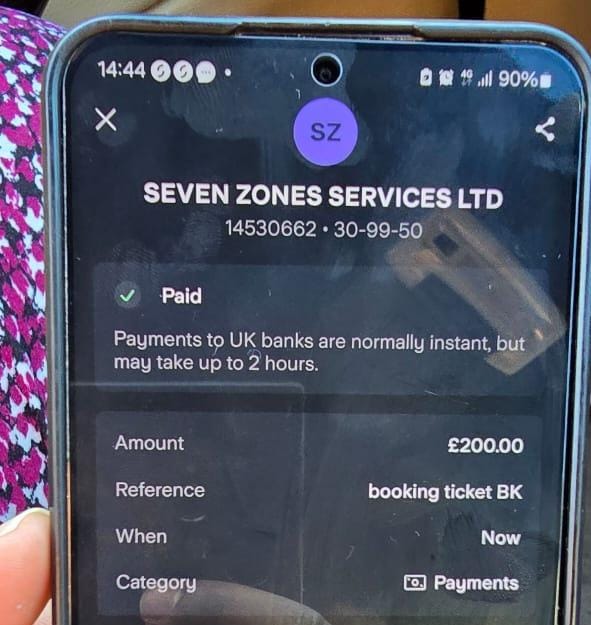 14:44 4G 90%
SZ
SEVEN ZONES SERVICES LTD
14530662 • 30-99-50
Paid
Payments to UK banks are normally instant, but
may take up to 2 hours.
Amount £200.00
Reference booking ticket BK
When Now
Category Payments